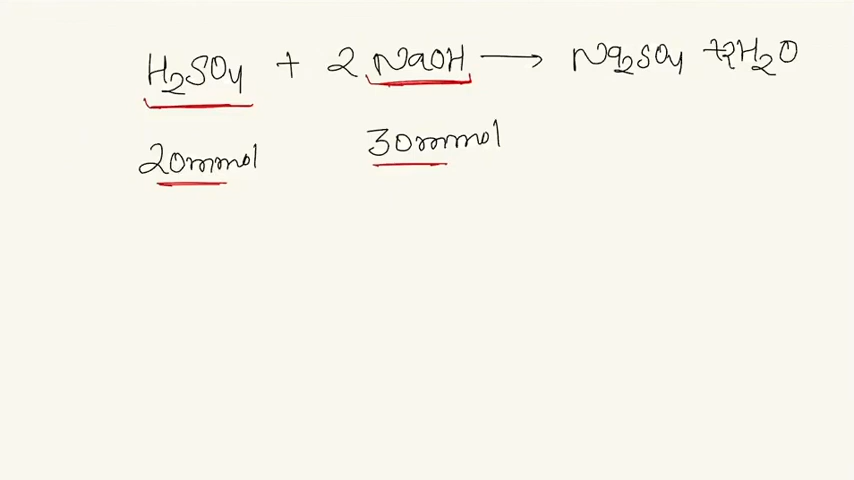 H2SO4 + 2 NaOH → Na2SO4 + 2H2O
20mmol 30mmol